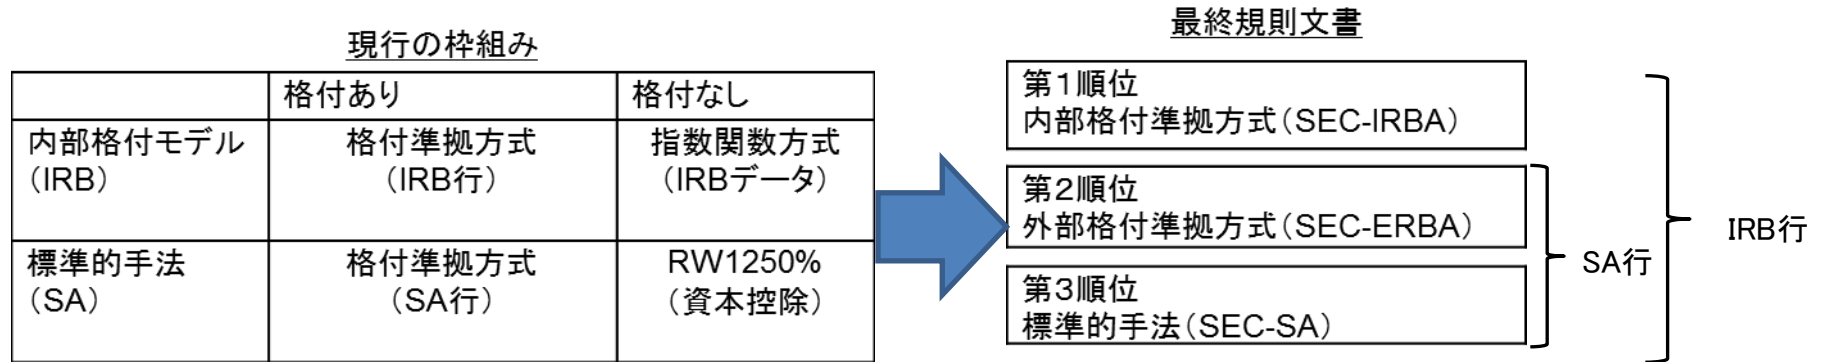 現行の枠組み
格付あり
格付なし
内部格付モデル
（IRB）
格付準拠方式
（IRB行）
指数関数方式
（IRBデータ）
標準的手法
（SA）
格付準拠方式
（SA行）
RW1250%
（資本控除）
最終規則文書
第１順位
内部格付準拠方式（SEC-IRBA）
第２順位
外部格付準拠方式（SEC-ERBA）
第３順位
標準的手法（SEC-SA）
SA行
IRB行